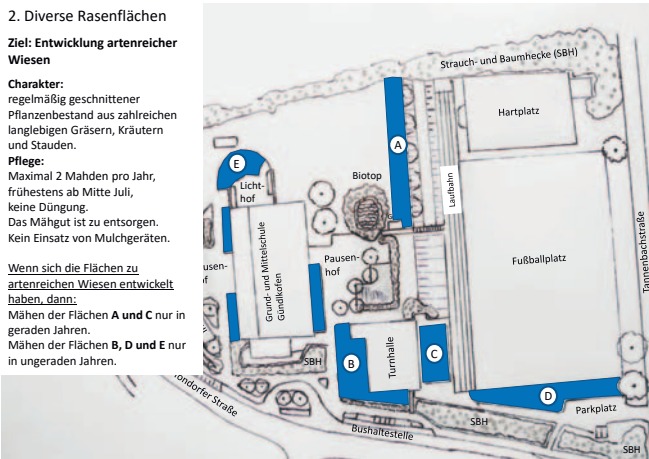 2. Diverse Rasenflächen
Ziel: Entwicklung artenreicher
Wiesen
Charakter:
regelmäßig geschnittener
Pflanzenbestand aus zahlreichen
langlebigen Gräsern, Kräutern
und Stauden.
Pflege:
Maximal 2 Mahden pro Jahr,
frühestens ab Mitte Juli,
keine Düngung.
Das Mähgut ist zu entsorgen.
Kein Einsatz von Mulchgeräten.
Wenn sich die Flächen zu
artenreichen Wiesen entwickelt
haben, dann:
Mähen der Flächen A und C nur in
geraden Jahren.
Mähen der Flächen B, D und E nur
in ungeraden Jahren.
Strauch- und Baumhecke (SBH)
Hartplatz
A
E
Licht-
hof
Biotop
Laufbahn
Tannenbachstraße
Grund- und Mittelschule
Gündlkofen
Pausen-
hof
hof
Fußballplatz
Turnhalle
B
C
D
SBH
Parkplatz
Straße
Bushaltestelle
SBH
SBH